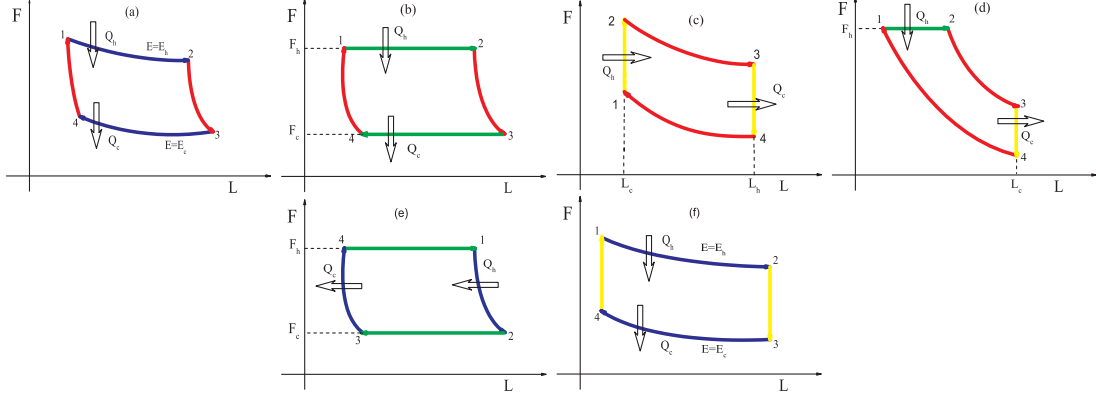 (a)
F
1
Q_h
E=E_h
2
4
Q_c
E=E_c
3
L
(b)
F
F_h
1
Q_h
2
F_c
4
Q_c
3
L
(c)
F
2
3
Q_h
Q_c
1
4
L_c
L_h
L
(d)
F
F_h
1
Q_h
2
3
Q_c
4
L_c
L
(e)
F
F_h
4
1
Q_c
Q_h
F_c
3
2
L
(f)
F
1
Q_h
E=E_h
2
4
Q_c
E=E_c
3
L